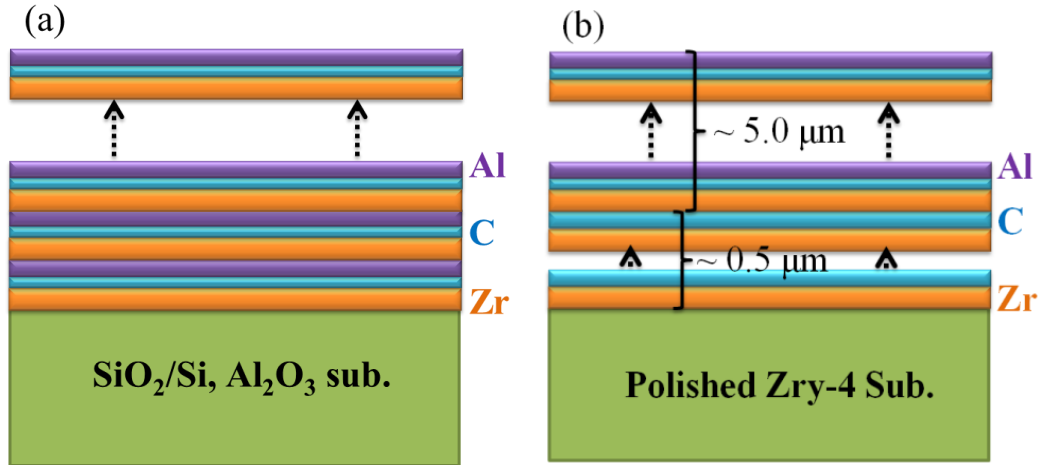 (a)
Al
C
Zr
SiO₂/Si, Al₂O₃ sub.
(b)
~ 5.0 μm
Al
C
~ 0.5 μm
Zr
Polished Zry-4 Sub.